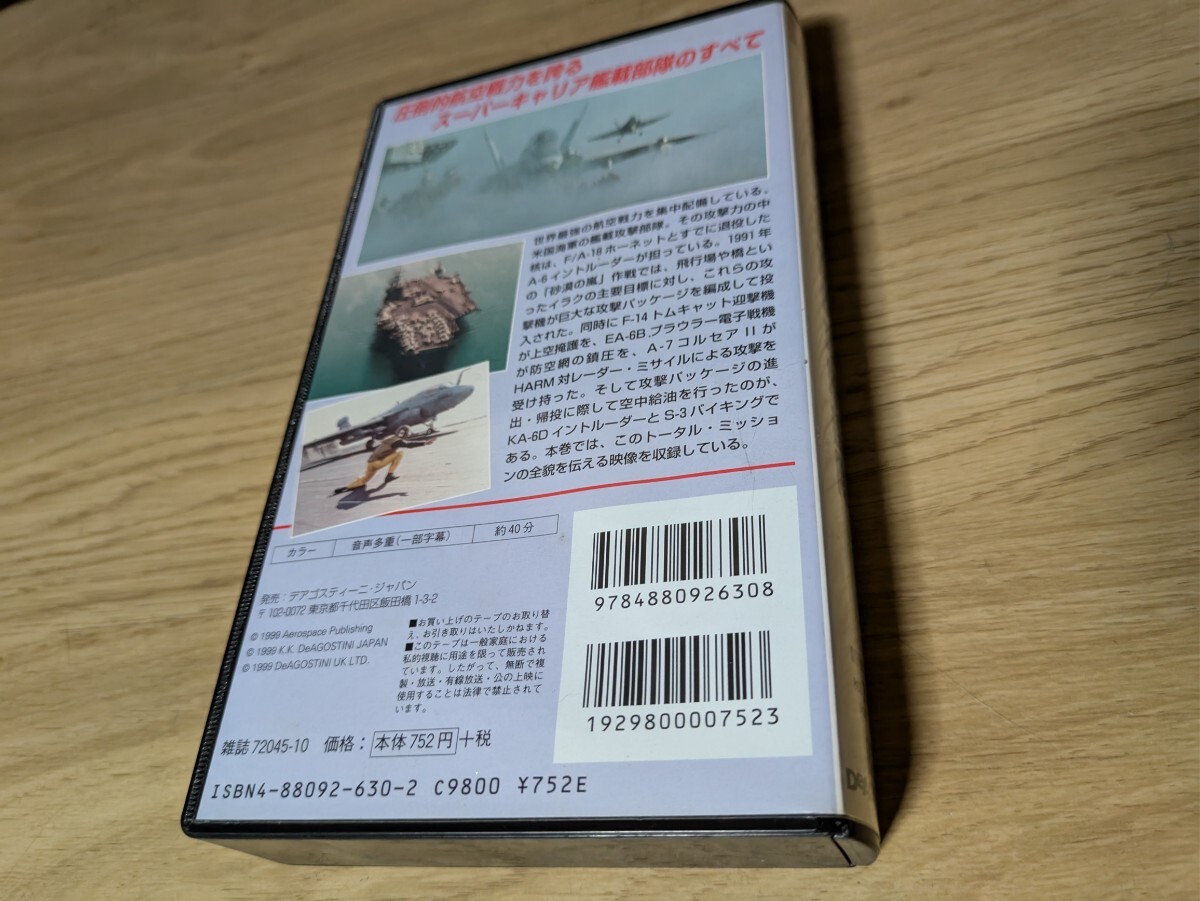 圧倒的航空戦力を誇る
スーパーキャリア艦載部隊のすべて
世界最強の航空戦力を集中配備している、
米国海軍の艦載攻撃部隊。その攻撃力の中
核は、F/A-18ホーネットとすでに退役した
A-6イントルーダーが担っている。1991年
の「砂漠の嵐」作戦では、飛行場や橋とい
ったイラクの主要目標に対し、これらの攻
撃機が巨大な攻撃パッケージを編成して投
入された。同時にF-14トムキャット迎撃機
が上空掩護を、EA-6Bプラウラー電子戦機
が防空網の鎮圧を、A-7コルセアIIが
HARM対レーダー・ミサイルによる攻撃を
受け持った。そして攻撃パッケージの進
出・帰投に際して空中給油を行ったのが、
KA-6DイントルーダーとS-3バイキングで
ある。本巻では、このトータル・ミッショ
ンの全貌を伝える映像を収録している。
カラー 音声多重(一部字幕) 約40分
発売:デアゴスティーニ・ジャパン
〒102-0072 東京都千代田区飯田橋1-3-2
© 1999 Aerospace Publishing
© 1999 K.K. DeAGOSTINI JAPAN
© 1999 DeAGOSTINI UK LTD.
■お買い上げのテープのお取り替
え、お引き取りはいたしかねます。
■このテープは一般家庭における
私的視聴に用途を限って販売され
ています。したがって、無断で複
製・放送・有線放送・公の上映に
使用することは法律で禁止されて
います。
9784880926308
1929800007523
雑誌 72045-10 価格:本体752円+税
ISBN4-88092-630-2 C9800 ¥752E